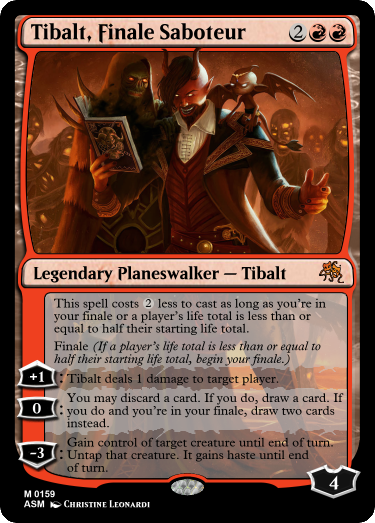 Tibalt, Finale Saboteur 2
Legendary Planeswalker — Tibalt
This spell costs 2 less to cast as long as you're in
your finale or a player's life total is less than or
equal to half their starting life total.
Finale (If a player's life total is less than or equal to
half their starting life total, begin your finale.)
+1: Tibalt deals 1 damage to target player.
0: You may discard a card. If you do, draw a card. If
you do and you're in your finale, draw two cards
instead.
-3: Gain control of target creature until end of turn.
Untap that creature. It gains haste until end
of turn.
4
M 0159
ASM Christine Leonardi